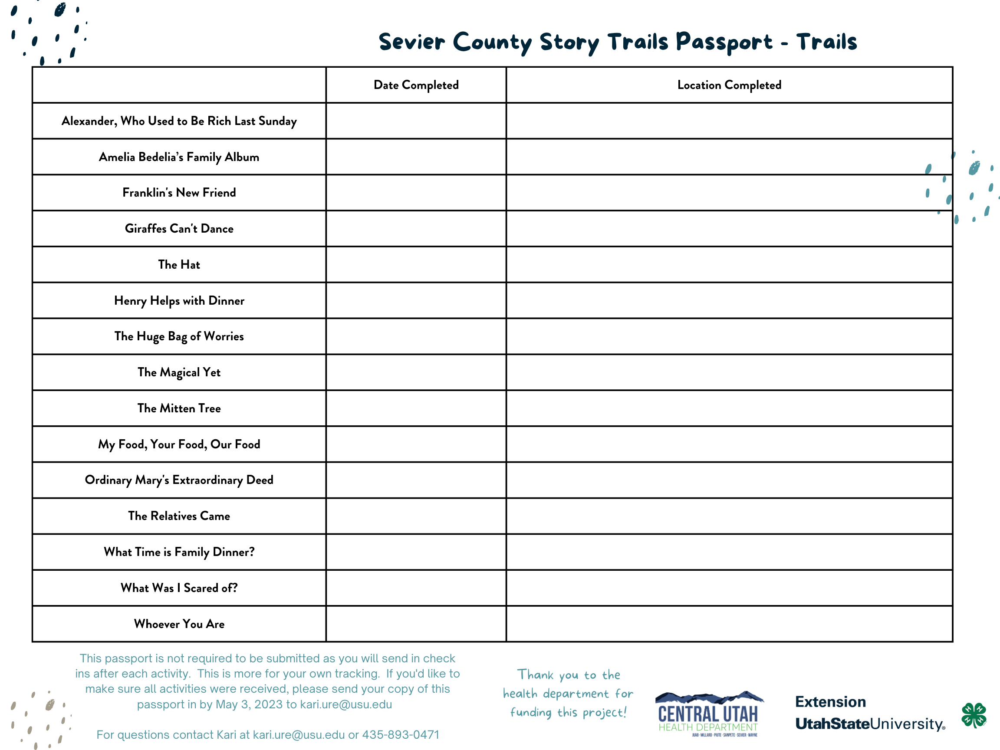 Sevier County Story Trails Passport - Trails
Date Completed
Location Completed
Alexander, Who Used to Be Rich Last Sunday
Amelia Bedelia’s Family Album
Franklin's New Friend
Giraffes Can't Dance
The Hat
Henry Helps with Dinner
The Huge Bag of Worries
The Magical Yet
The Mitten Tree
My Food, Your Food, Our Food
Ordinary Mary's Extraordinary Deed
The Relatives Came
What Time is Family Dinner?
What Was I Scared of?
Whoever You Are
This passport is not required to be submitted as you will send in check
ins after each activity.  This is more for your own tracking.  If you'd like to
make sure all activities were received, please send your copy of this
passport in by May 3, 2023 to kari.ure@usu.edu
For questions contact Kari at kari.ure@usu.edu or 435-893-0471
Thank you to the
health department for
funding this project!
CENTRAL UTAH
HEALTH DEPARTMENT
JUAB · MILLARD · PIUTE · SANPETE · SEVIER · WAYNE
Extension
UtahStateUniversity®
H H
H H